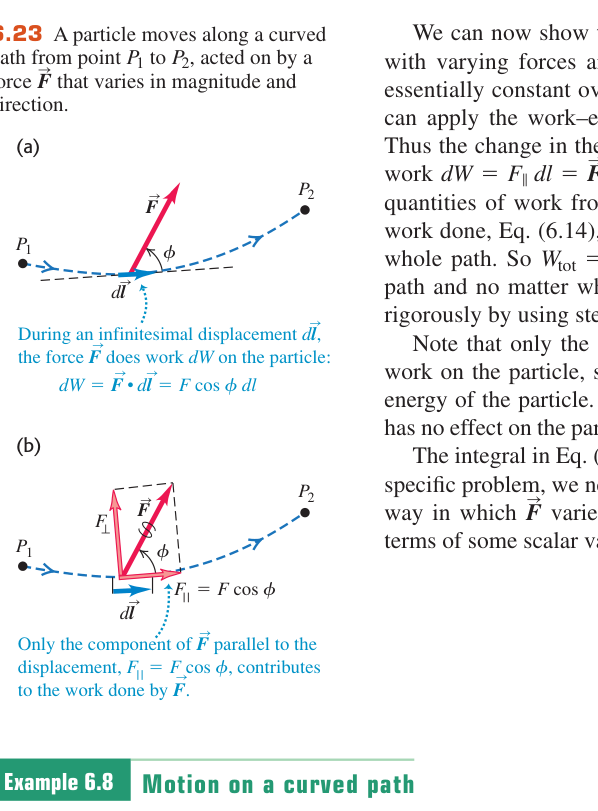 6.23 A particle moves along a curved
path from point P₁ to P₂, acted on by a
force F⃗ that varies in magnitude and
direction.
(a)
P₂
F⃗
ϕ
P₁
dl⃗
During an infinitesimal displacement dl⃗,
the force F⃗ does work dW on the particle:
dW = F⃗ • dl⃗ = F cos ϕ dl
(b)
P₂
F⃗
F⊥
ϕ
P₁
F∥ = F cos ϕ
dl⃗
Only the component of F⃗ parallel to the
displacement, F∥ = F cos ϕ, contributes
to the work done by F⃗.
We can now show
with varying forces
essentially constant
can apply the work–e
Thus the change in the
work dW = F∥ dl = F⃗
quantities of work
work done, Eq. (6.14),
whole path. So Wtot =
path and no matter
rigorously by using
Note that only the
work on the particle, s
energy of the particle.
has no effect on the
The integral in Eq. (
specific problem, we
way in which F⃗ varie
terms of some scalar
Example 6.8 Motion on a curved path